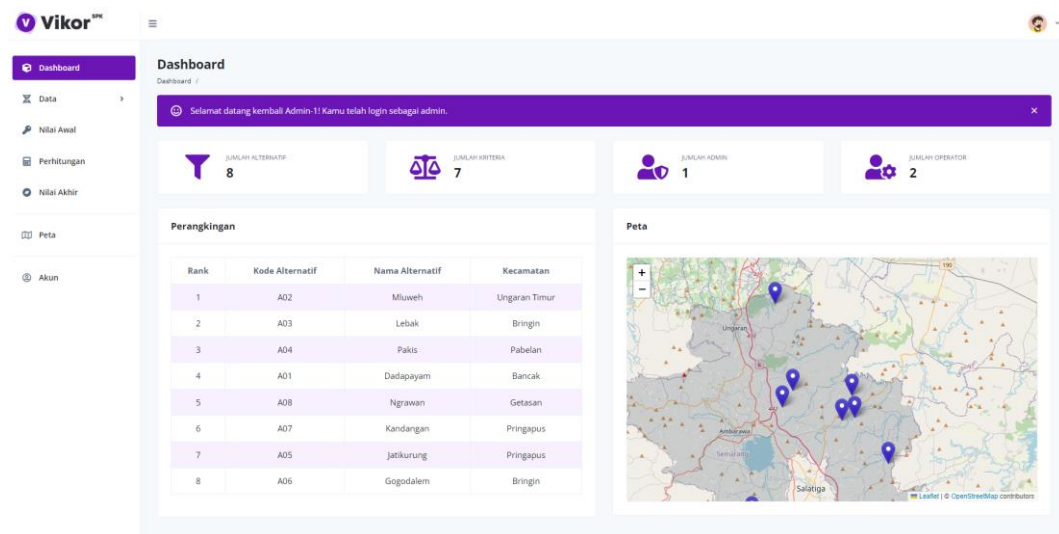 Vikor SPK
Dashboard
Data
Nilai Awal
Perhitungan
Nilai Akhir
Peta
Akun
Dashboard
Dashboard /
Selamat datang kembali Admin-1! Kamu telah login sebagai admin.
JUMLAH ALTERNATIF
8
JUMLAH KRITERIA
7
JUMLAH ADMIN
1
JUMLAH OPERATOR
2
Perangkingan
Rank Kode Alternatif Nama Alternatif Kecamatan
1 A02 Mluweh Ungaran Timur
2 A03 Lebak Bringin
3 A04 Pakis Pabelan
4 A01 Dadapayam Bancak
5 A08 Ngrawan Getasan
6 A07 Kandangan Pringapus
7 A05 Jatikurung Pringapus
8 A06 Gogodalem Bringin
Peta
+
−
190
Ungaran
Ambarawa
Semarang
Salatiga
Leaflet | © OpenStreetMap contributors